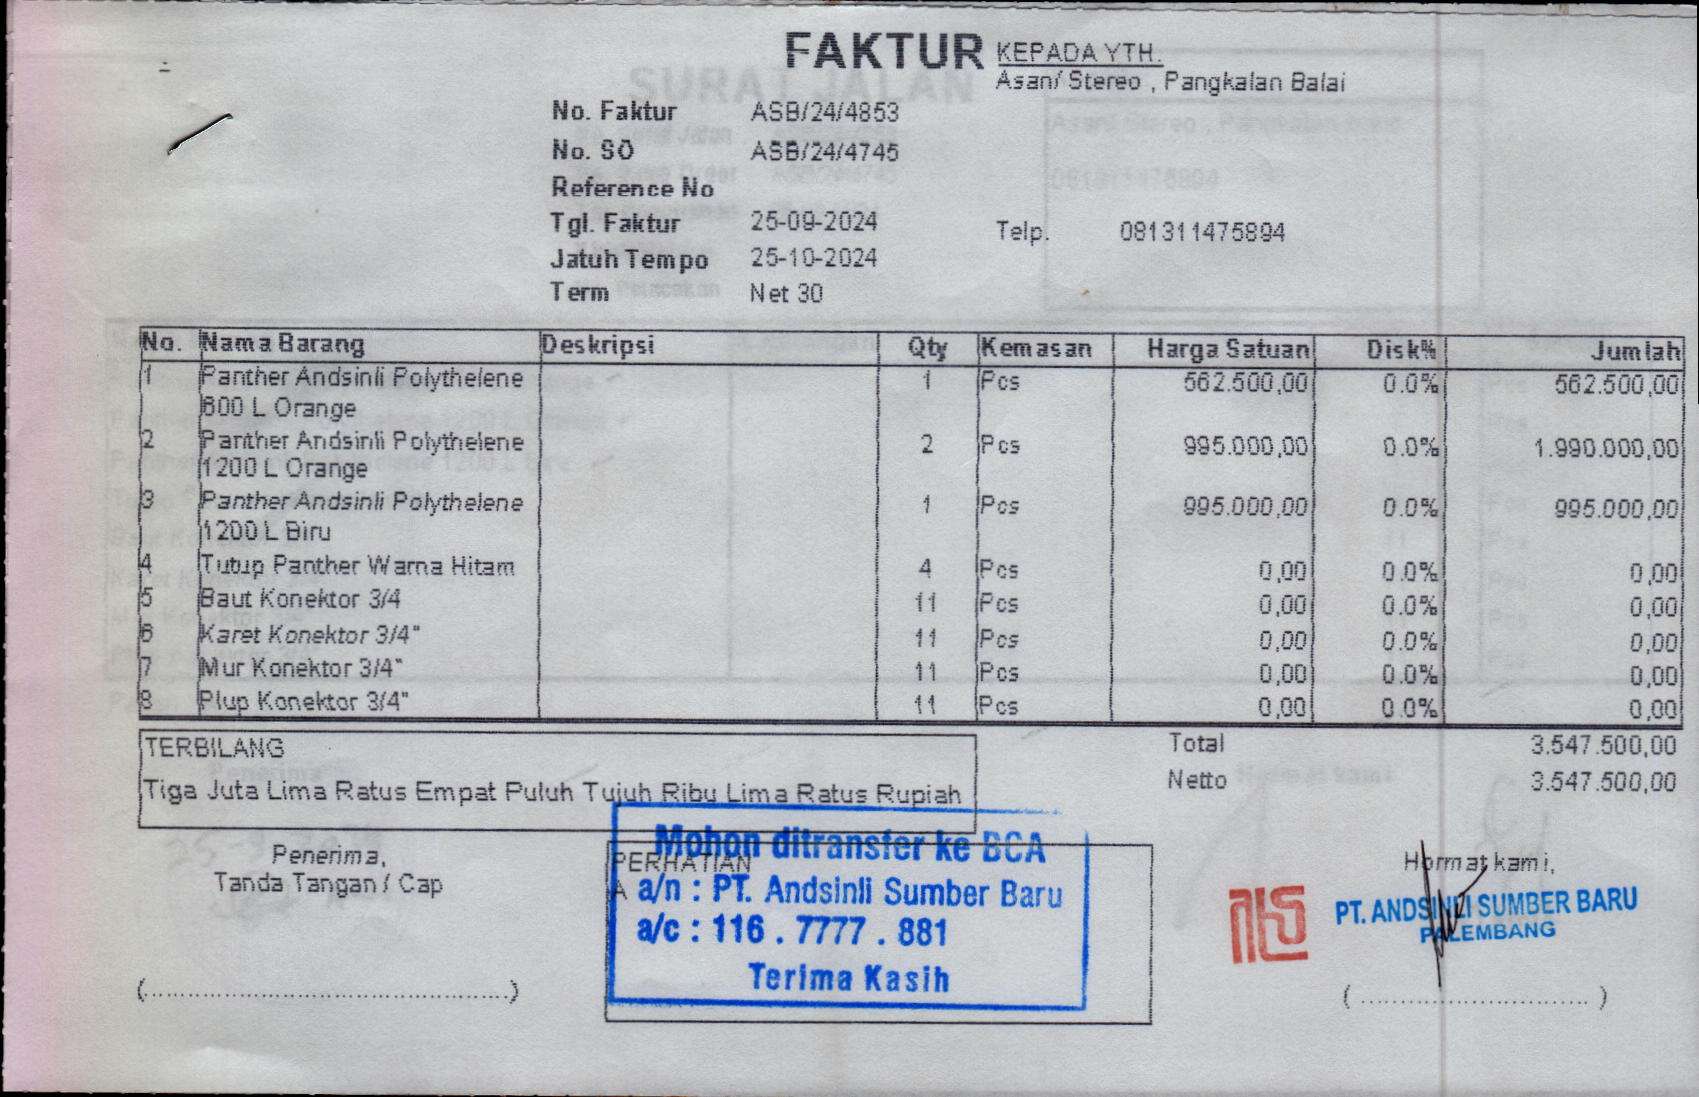 FAKTUR
KEPADA YTH.
Asan/ Stereo , Pangkalan Balai
No. Faktur ASB/24/4853
No. SO ASB/24/4745
Reference No
Tgl. Faktur 25-09-2024
Telp. 081311475894
Jatuh Tempo 25-10-2024
Term Net 30
No. Nama Barang Deskripsi Qty Kemasan Harga Satuan Disk% Jumlah
1 Panther Andsinli Polythelene 1 Pcs 562.500,00 0.0% 562.500,00
600 L Orange
2 Panther Andsinli Polythelene 2 Pcs 995.000,00 0.0% 1.990.000,00
1200 L Orange
3 Panther Andsinli Polythelene 1 Pcs 995.000,00 0.0% 995.000,00
1200 L Biru
4 Tutup Panther Warna Hitam 4 Pcs 0,00 0.0% 0,00
5 Baut Konektor 3/4 11 Pcs 0,00 0.0% 0,00
6 Karet Konektor 3/4" 11 Pcs 0,00 0.0% 0,00
7 Mur Konektor 3/4" 11 Pcs 0,00 0.0% 0,00
8 Plup Konektor 3/4" 11 Pcs 0,00 0.0% 0,00
TERBILANG
Tiga Juta Lima Ratus Empat Puluh Tujuh Ribu Lima Ratus Rupiah
Total 3.547.500,00
Netto 3.547.500,00
Penerima,
Tanda Tangan / Cap
PERHATIAN
A
Mohon ditransfer ke BCA
a/n : PT. Andsinli Sumber Baru
a/c : 116 . 7777 . 881
Terima Kasih
Hormat kami,
PT. ANDSINLI SUMBER BARU
PALEMBANG